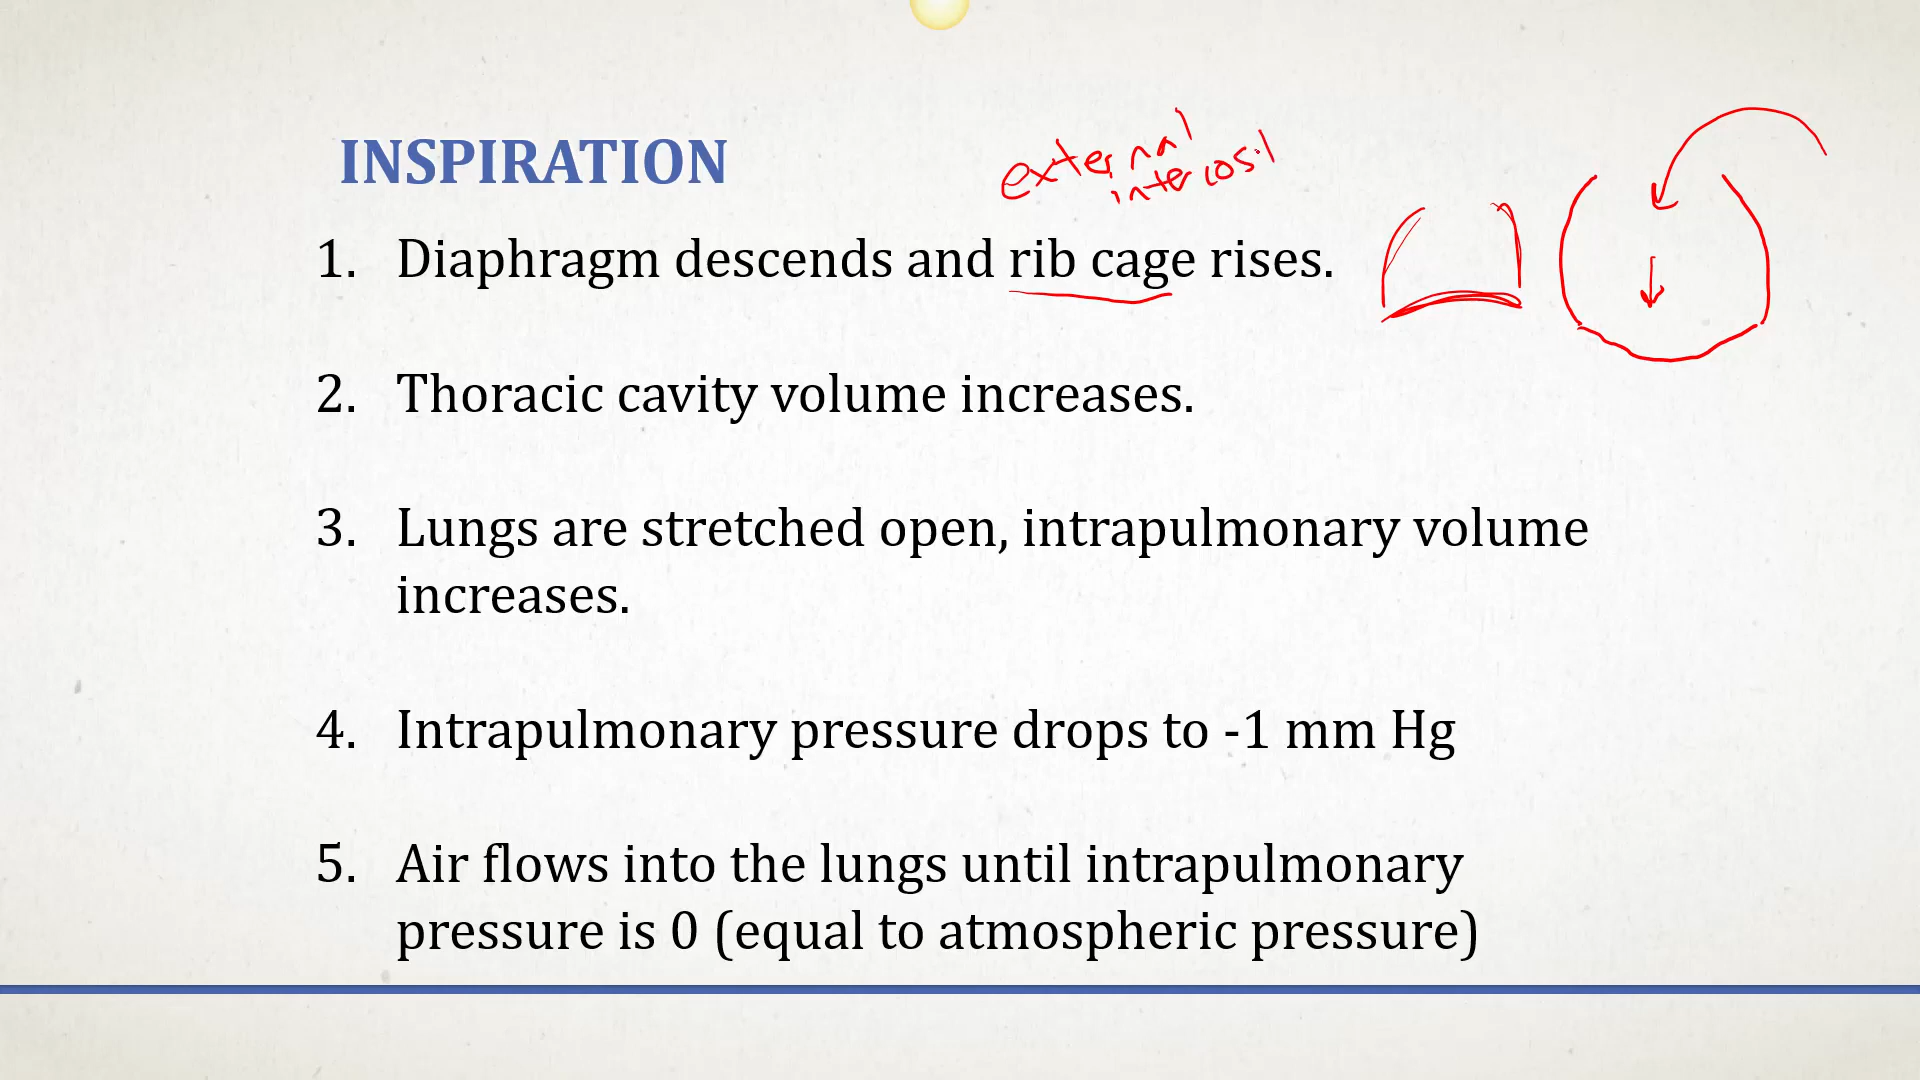 INSPIRATION
external
intercos
1. Diaphragm descends and rib cage rises.
2. Thoracic cavity volume increases.
3. Lungs are stretched open, intrapulmonary volume
increases.
4. Intrapulmonary pressure drops to -1 mm Hg
5. Air flows into the lungs until intrapulmonary
pressure is 0 (equal to atmospheric pressure)